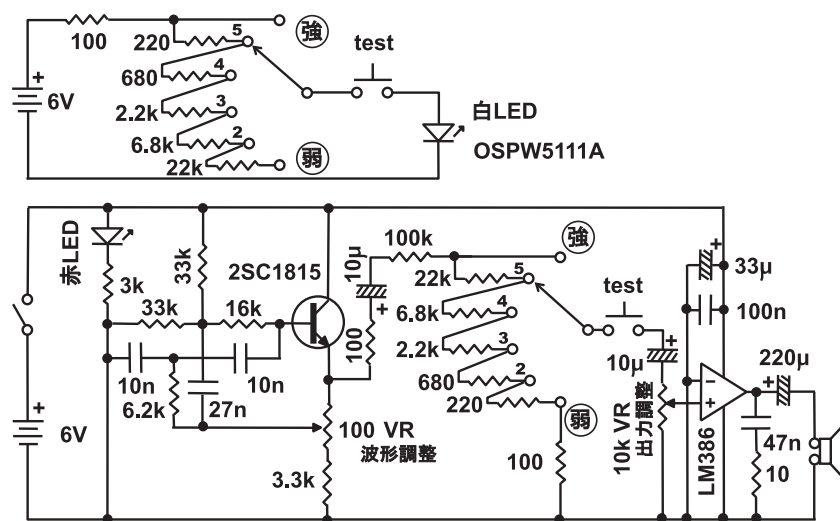 強
100
220
5
test
680
4
6V
2.2k
3
白LED
6.8k
2
OSPW5111A
22k
弱
赤LED
33k
2SC1815
10μ
100k
強
22k
5
33μ
3k
test
33k
16k
6.8k
4
100n
100
2.2k
3
10μ
220μ
10n
10n
680
2
6.2k
27n
220
弱
6V
100 VR
波形調整
100
10k VR
出力調整
LM386
47n
10
3.3k